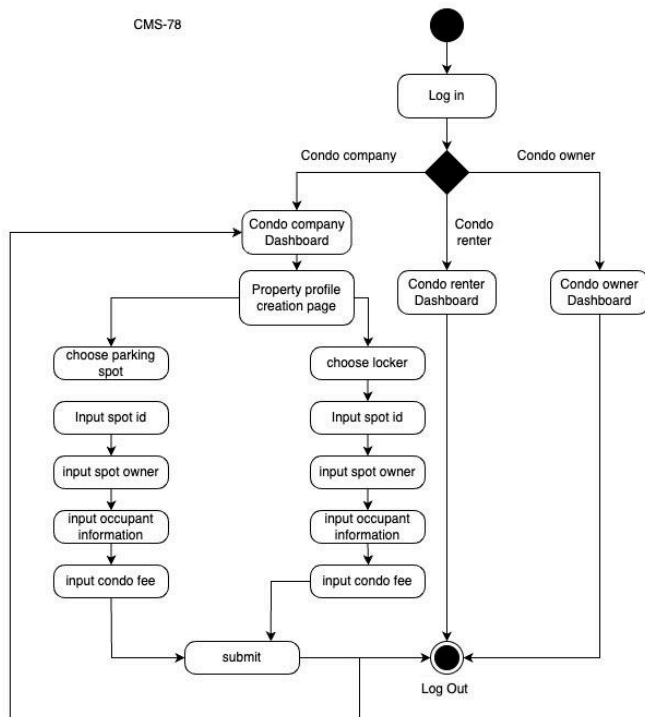 CMS-78
Log in
Condo company
Condo owner
Condo
renter
Condo company
Dashboard
Condo renter
Dashboard
Condo owner
Dashboard
Property profile
creation page
choose parking
spot
choose locker
Input spot id
Input spot id
input spot owner
input spot owner
input occupant
information
input occupant
information
input condo fee
input condo fee
submit
Log Out